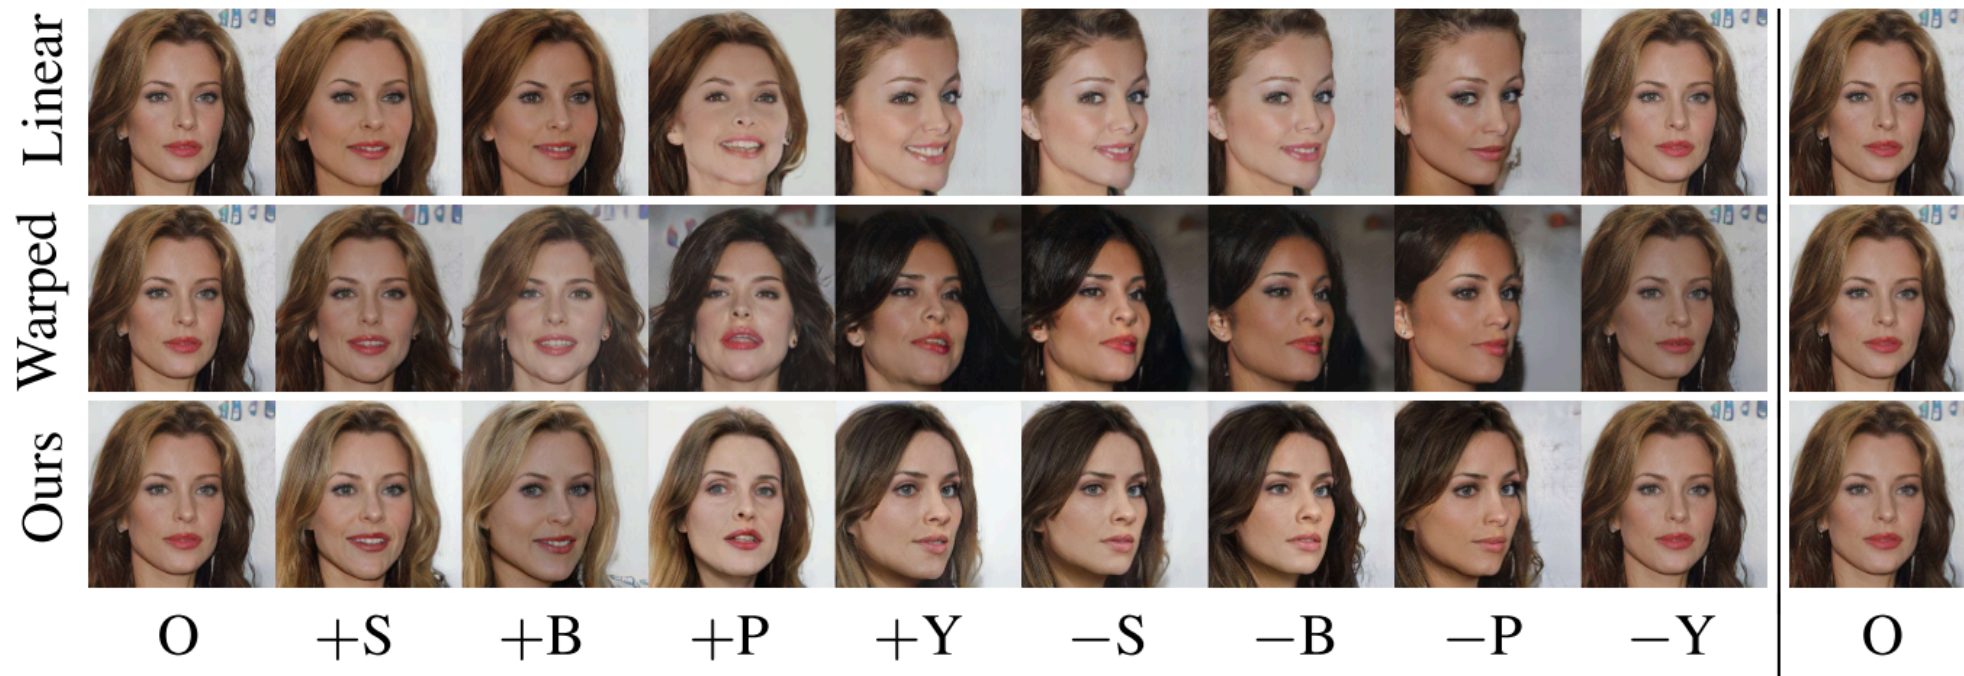 Linear
Warped
Ours
O +S +B +P +Y −S −B −P −Y O